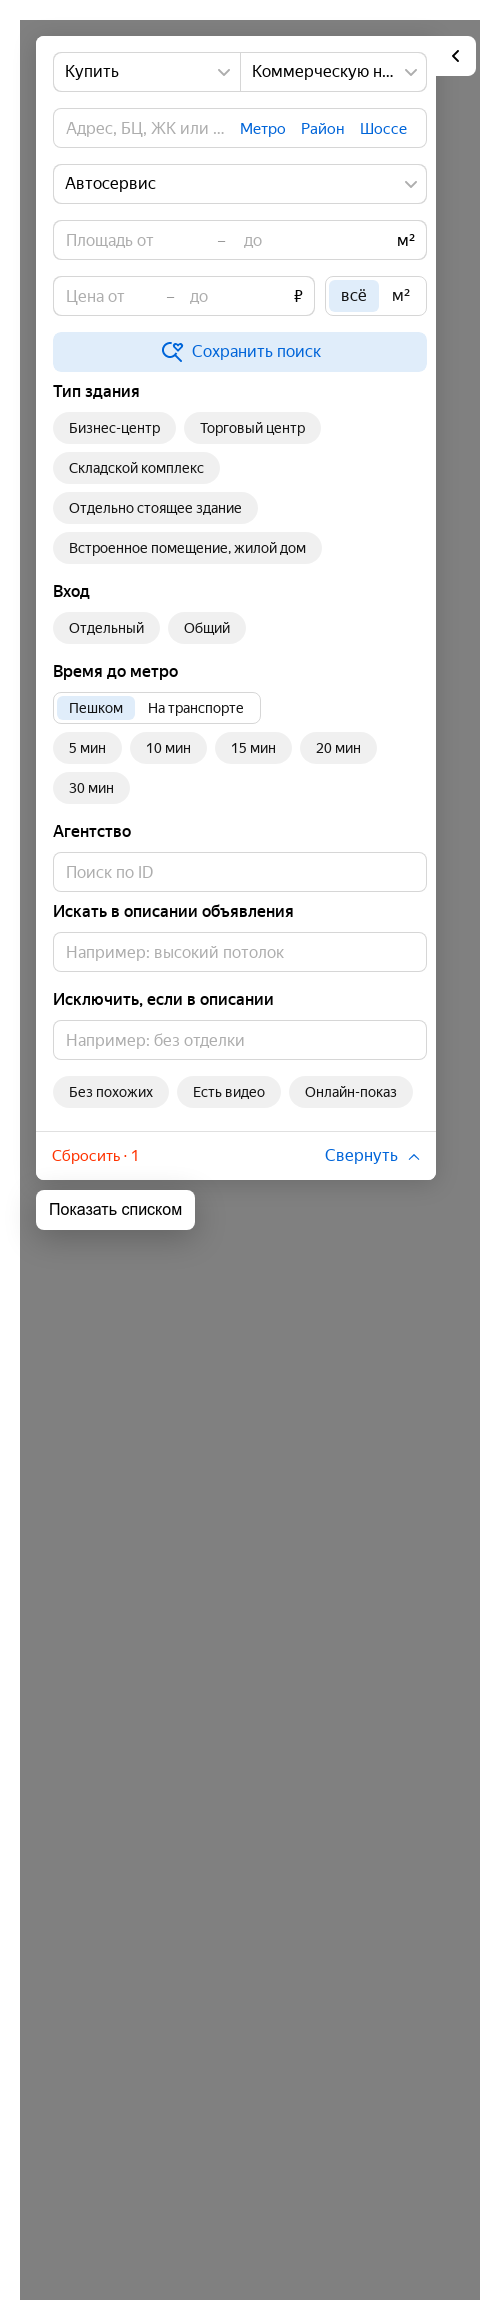 Купить Коммерческую н...
Адрес, БЦ, ЖК или ... Метро Район Шоссе
Автосервис
Площадь от – до м²
Цена от – до ₽ всё м²
Сохранить поиск
Тип здания
Бизнес-центр Торговый центр
Складской комплекс
Отдельно стоящее здание
Встроенное помещение, жилой дом
Вход
Отдельный Общий
Время до метро
Пешком На транспорте
5 мин 10 мин 15 мин 20 мин
30 мин
Агентство
Поиск по ID
Искать в описании объявления
Например: высокий потолок
Исключить, если в описании
Например: без отделки
Без похожих Есть видео Онлайн-показ
Сбросить · 1 Свернуть
Показать списком